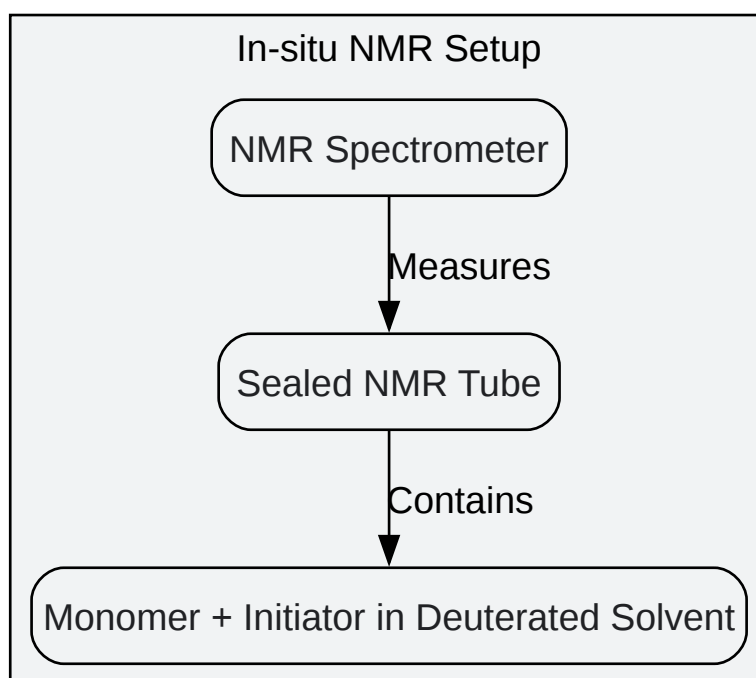 In-situ NMR Setup
NMR Spectrometer
Measures
Sealed NMR Tube
Contains
Monomer + Initiator in Deuterated Solvent